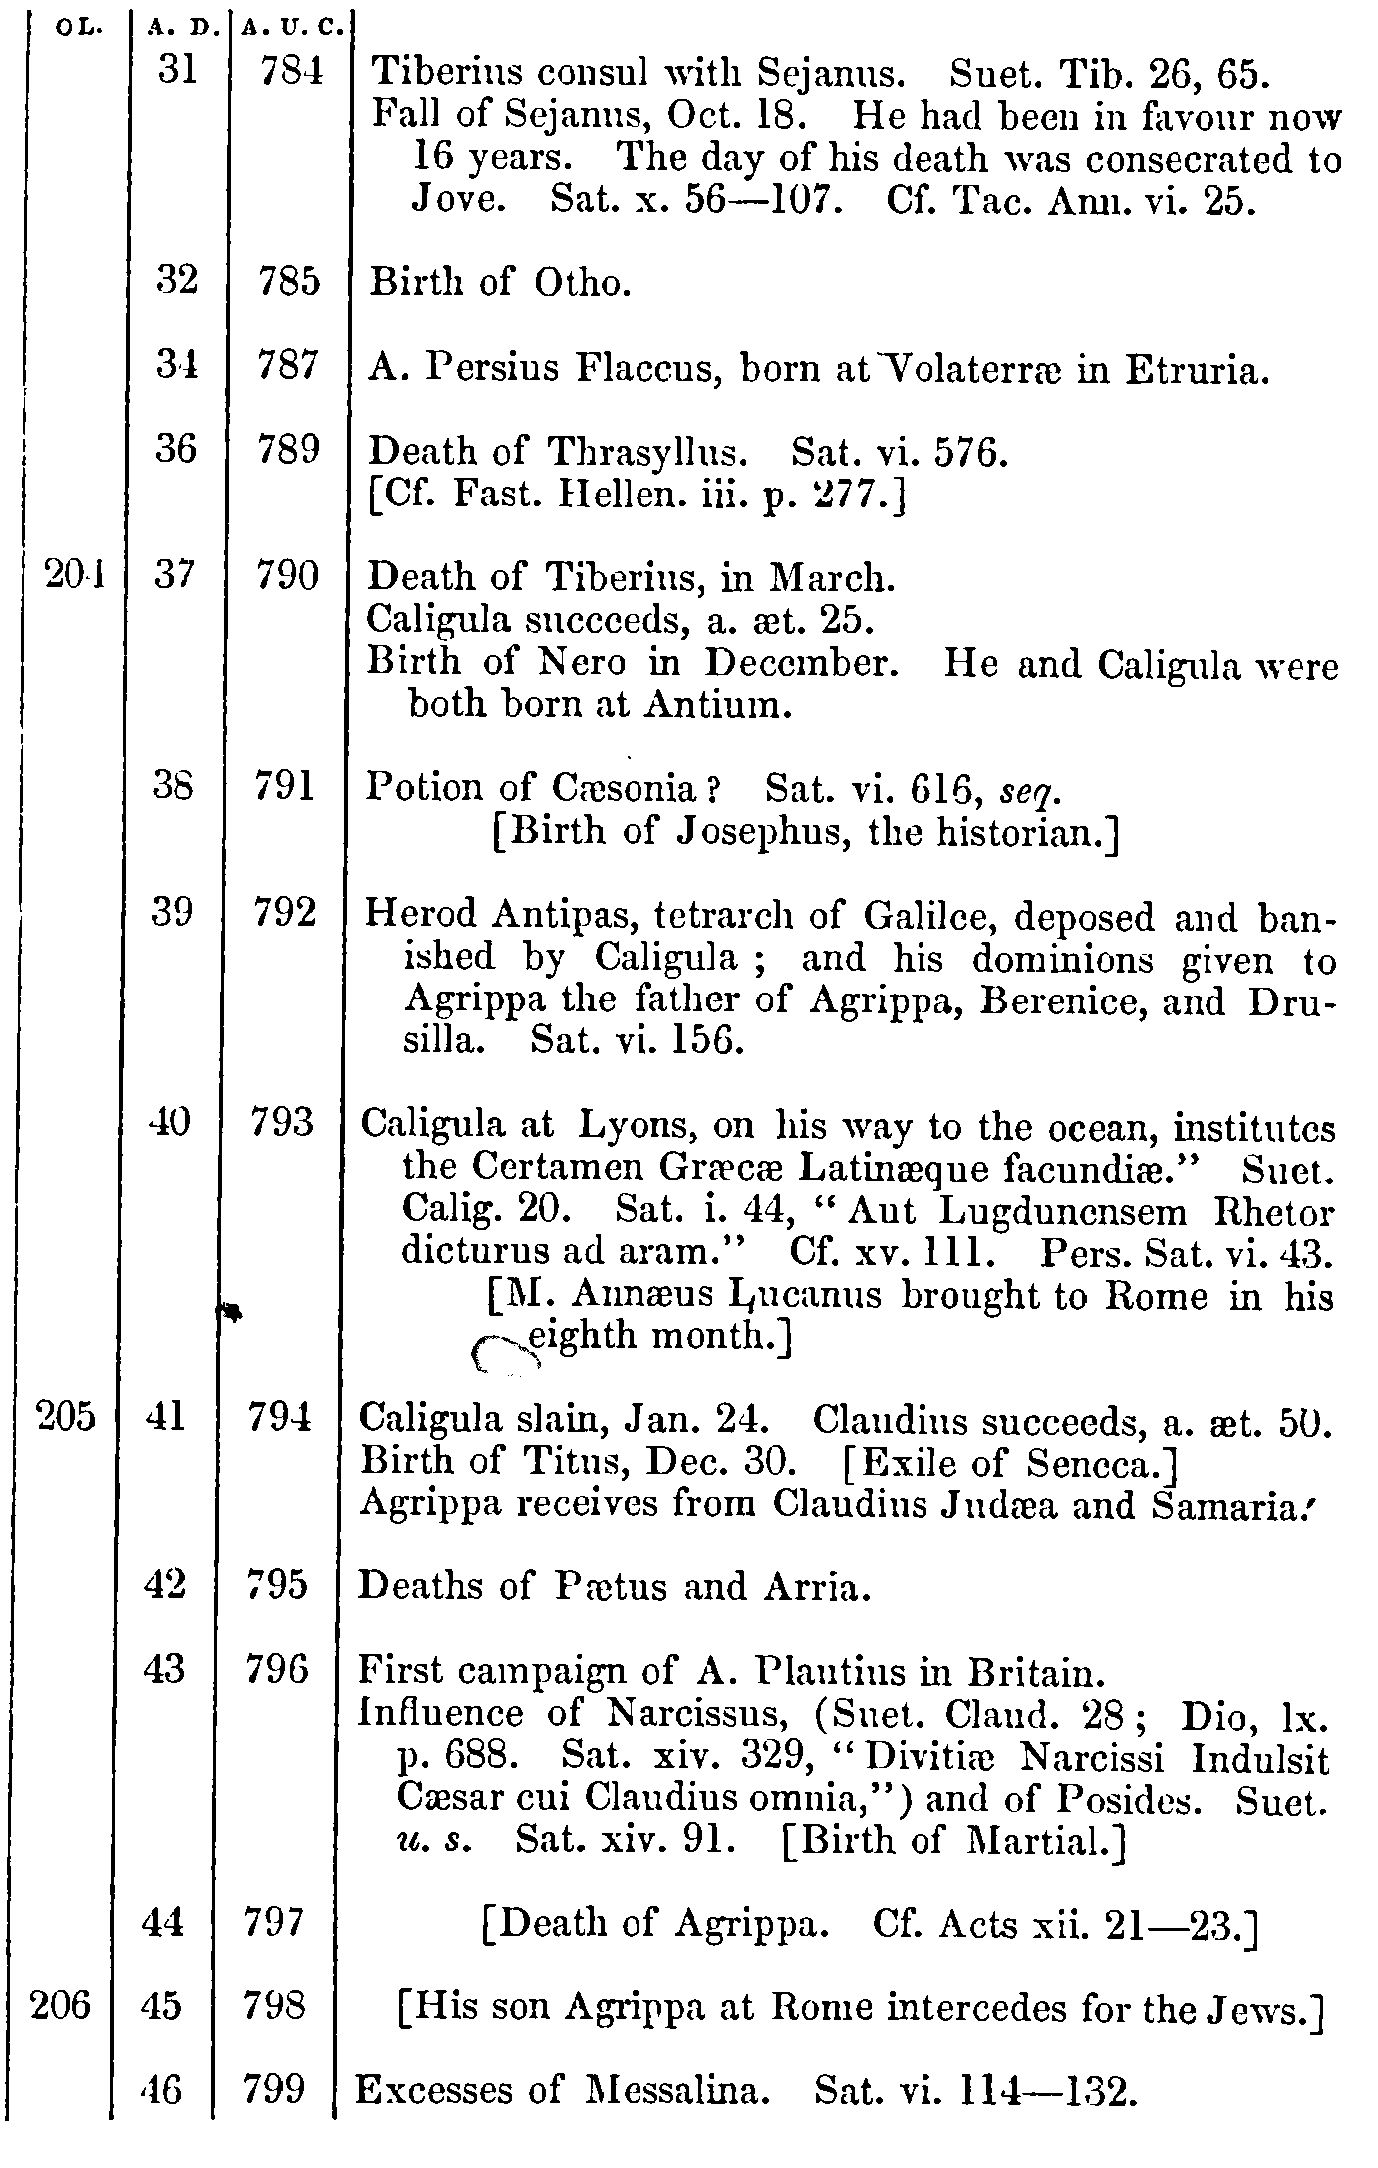 OL. A. D. A. U. C.
31 784 Tiberius consul with Sejanus. Suet. Tib. 26, 65.
Fall of Sejanus, Oct. 18. He had been in favour now
16 years. The day of his death was consecrated to
Jove. Sat. x. 56—107. Cf. Tac. Ann. vi. 25.
32 785 Birth of Otho.
34 787 A. Persius Flaccus, born at Volaterræ in Etruria.
36 789 Death of Thrasyllus. Sat. vi. 576.
[Cf. Fast. Hellen. iii. p. 277.]
204 37 790 Death of Tiberius, in March.
Caligula succeeds, a. æt. 25.
Birth of Nero in December. He and Caligula were
both born at Antium.
38 791 Potion of Cæsonia? Sat. vi. 616, seq.
[Birth of Josephus, the historian.]
39 792 Herod Antipas, tetrarch of Galilee, deposed and ban-
ished by Caligula; and his dominions given to
Agrippa the father of Agrippa, Berenice, and Dru-
silla. Sat. vi. 156.
40 793 Caligula at Lyons, on his way to the ocean, institutes
the Certamen Græcæ Latinæque facundiæ.” Suet.
Calig. 20. Sat. i. 44, “Aut Lugdunensem Rhetor
dicturus ad aram.” Cf. xv. 111. Pers. Sat. vi. 43.
[M. Annæus Lucanus brought to Rome in his
eighth month.]
205 41 794 Caligula slain, Jan. 24. Claudius succeeds, a. æt. 50.
Birth of Titus, Dec. 30. [Exile of Seneca.]
Agrippa receives from Claudius Judæa and Samaria.
42 795 Deaths of Pætus and Arria.
43 796 First campaign of A. Plautius in Britain.
Influence of Narcissus, (Suet. Claud. 28; Dio, lx.
p. 688. Sat. xiv. 329, “Divitiæ Narcissi Indulsit
Cæsar cui Claudius omnia,”) and of Posides. Suet.
u. s. Sat. xiv. 91. [Birth of Martial.]
44 797 [Death of Agrippa. Cf. Acts xii. 21—23.]
206 45 798 [His son Agrippa at Rome intercedes for the Jews.]
46 799 Excesses of Messalina. Sat. vi. 114—132.